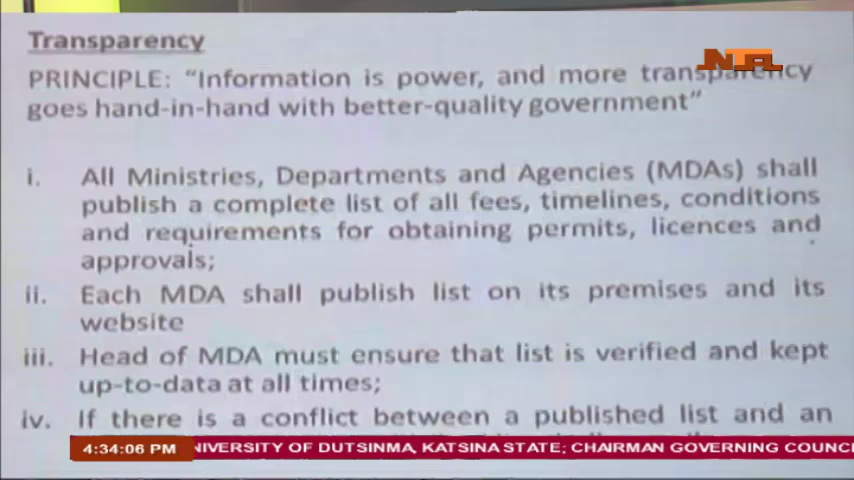 Transparency
NTA
PRINCIPLE: “Information is power, and more transparency
goes hand-in-hand with better-quality government”
i. All Ministries, Departments and Agencies (MDAs) shall
publish a complete list of all fees, timelines, conditions
and requirements for obtaining permits, licences and
approvals;
ii. Each MDA shall publish list on its premises and its
website
iii. Head of MDA must ensure that list is verified and kept
up-to-data at all times;
iv. If there is a conflict between a published list and an
4:34:06 PM NIVERSITY OF DUTSINMA, KATSINA STATE; CHAIRMAN GOVERNING COUNC